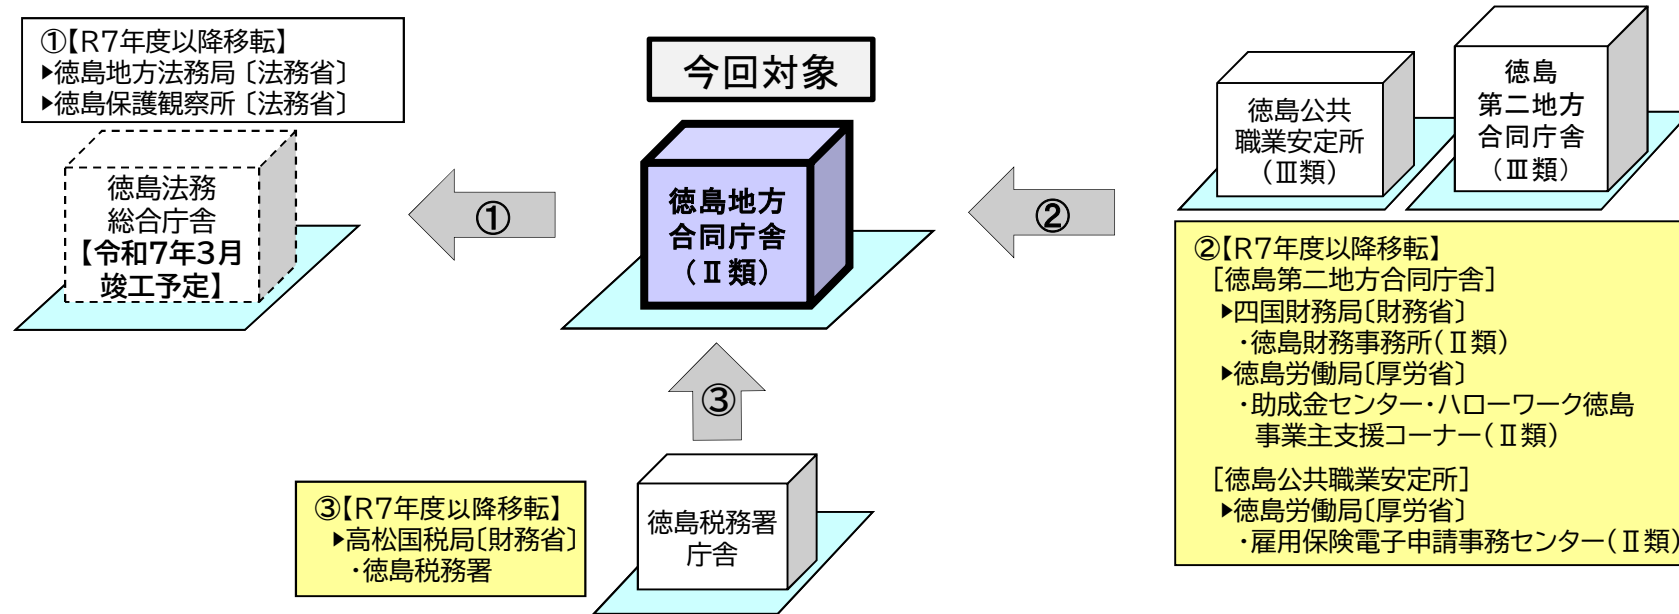 ①【R7年度以降移転】
▶徳島地方法務局〔法務省〕
▶徳島保護観察所〔法務省〕
徳島法務
総合庁舎
【令和7年3月
竣工予定】
①
今回対象
徳島地方
合同庁舎
(Ⅱ類)
②
徳島公共
職業安定所
(Ⅲ類)
徳島
第二地方
合同庁舎
(Ⅲ類)
②【R7年度以降移転】
[徳島第二地方合同庁舎]
▶四国財務局〔財務省〕
・徳島財務事務所(Ⅱ類)
▶徳島労働局〔厚労省〕
・助成金センター・ハローワーク徳島
事業主支援コーナー(Ⅱ類)
[徳島公共職業安定所]
▶徳島労働局〔厚労省〕
・雇用保険電子申請事務センター(Ⅱ類)
③
③【R7年度以降移転】
▶高松国税局〔財務省〕
・徳島税務署
徳島税務署
庁舎